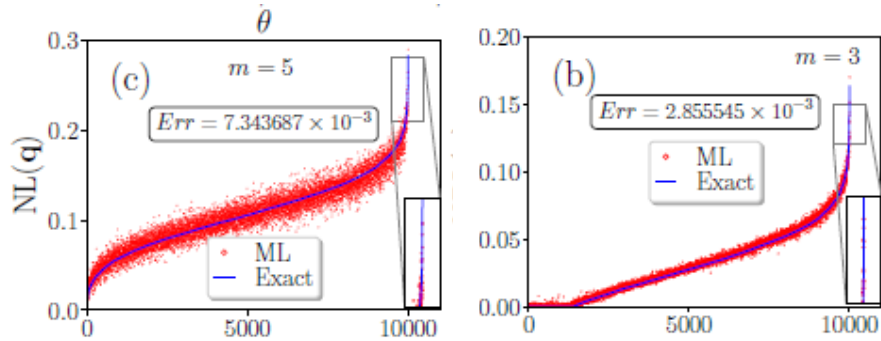 θ̇
0.3
(c)
m = 5
Err = 7.343687 × 10⁻³
0.2
NL(q)
0.1
ML
Exact
0.0
0
5000
10000
0.20
(b)
m = 3
Err = 2.855545 × 10⁻³
0.15
ML
Exact
0.10
0.05
0.00
0
5000
10000